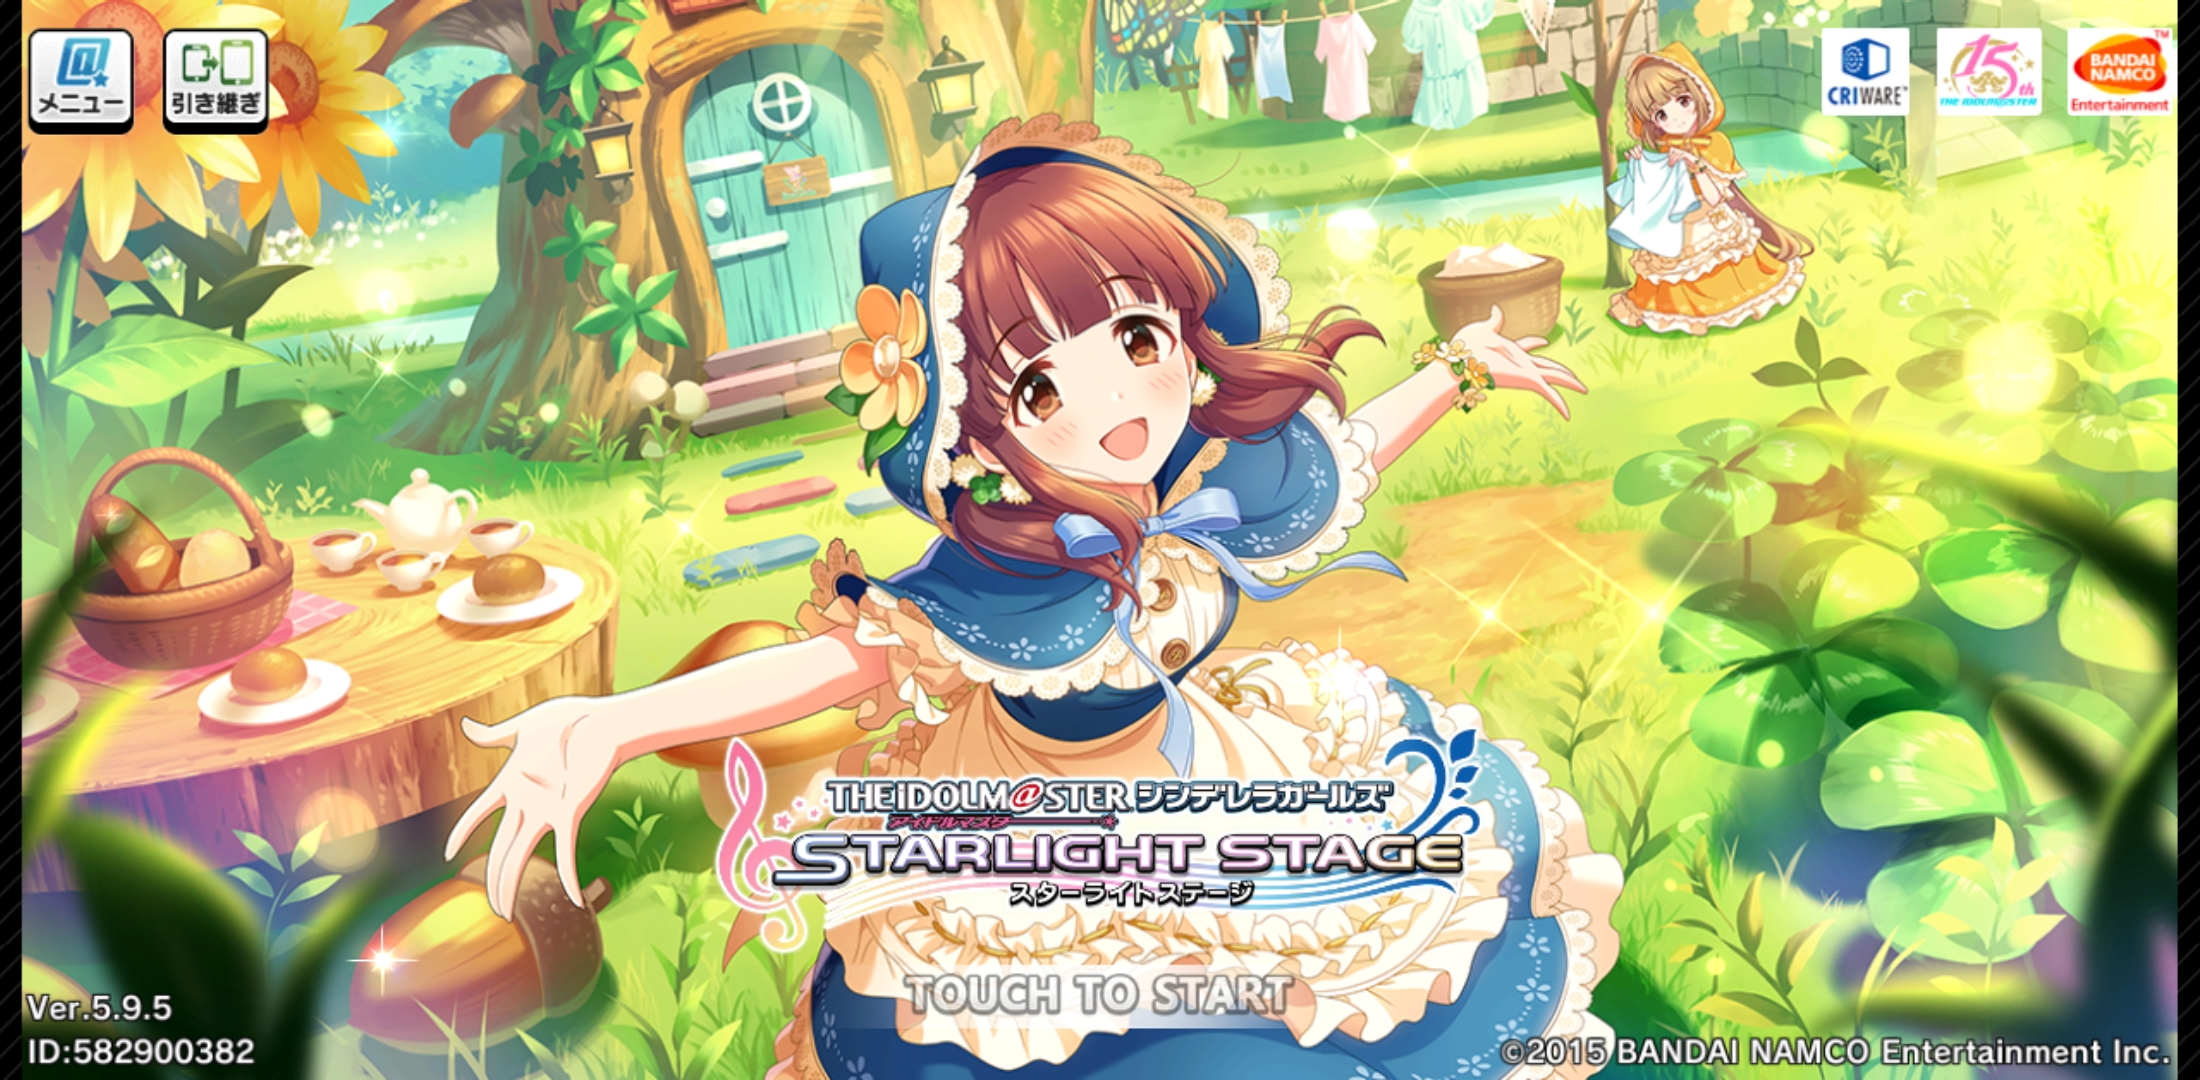 メニュー
引き継ぎ
CRIWARE™
15th
THE IDOLM@STER
BANDAI
NAMCO
TM
Entertainment
THE IDOLM@STER シンデレラガールズ
アイドルマスター
STARLIGHT STAGE
スターライトステージ
TOUCH TO START
Ver.5.9.5
ID:582900382
©2015 BANDAI NAMCO Entertainment Inc.